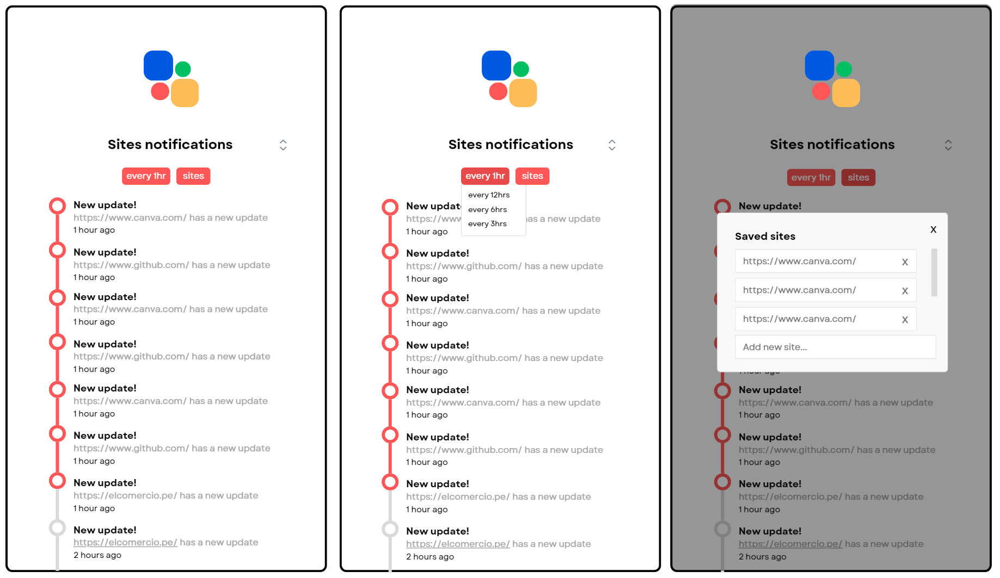 Sites notifications
every 1hr
sites
New update!
https://www.canva.com/ has a new update
1 hour ago
New update!
https://www.github.com/ has a new update
1 hour ago
New update!
https://www.canva.com/ has a new update
1 hour ago
New update!
https://www.github.com/ has a new update
1 hour ago
New update!
https://www.canva.com/ has a new update
1 hour ago
New update!
https://www.github.com/ has a new update
1 hour ago
New update!
https://elcomercio.pe/ has a new update
1 hour ago
New update!
https://elcomercio.pe/ has a new update
2 hours ago
Sites notifications
every 1hr
sites
every 12hrs
every 6hrs
every 3hrs
New updat
https://www as a new update
1 hour ago
New update!
https://www.github.com/ has a new update
1 hour ago
New update!
https://www.canva.com/ has a new update
1 hour ago
New update!
https://www.github.com/ has a new update
1 hour ago
New update!
https://www.canva.com/ has a new update
1 hour ago
New update!
https://www.github.com/ has a new update
1 hour ago
New update!
https://elcomercio.pe/ has a new update
1 hour ago
New update!
https://elcomercio.pe/ has a new update
2 hours ago
Sites notifications
every 1hr
sites
New update!
X
Saved sites
https://www.canva.com/ X
https://www.canva.com/ X
https://www.canva.com/ X
Add new site...
1 hour ago
New update!
https://www.canva.com/ has a new update
1 hour ago
New update!
https://www.github.com/ has a new update
1 hour ago
New update!
https://elcomercio.pe/ has a new update
1 hour ago
New update!
https://elcomercio.pe/ has a new update
2 hours ago